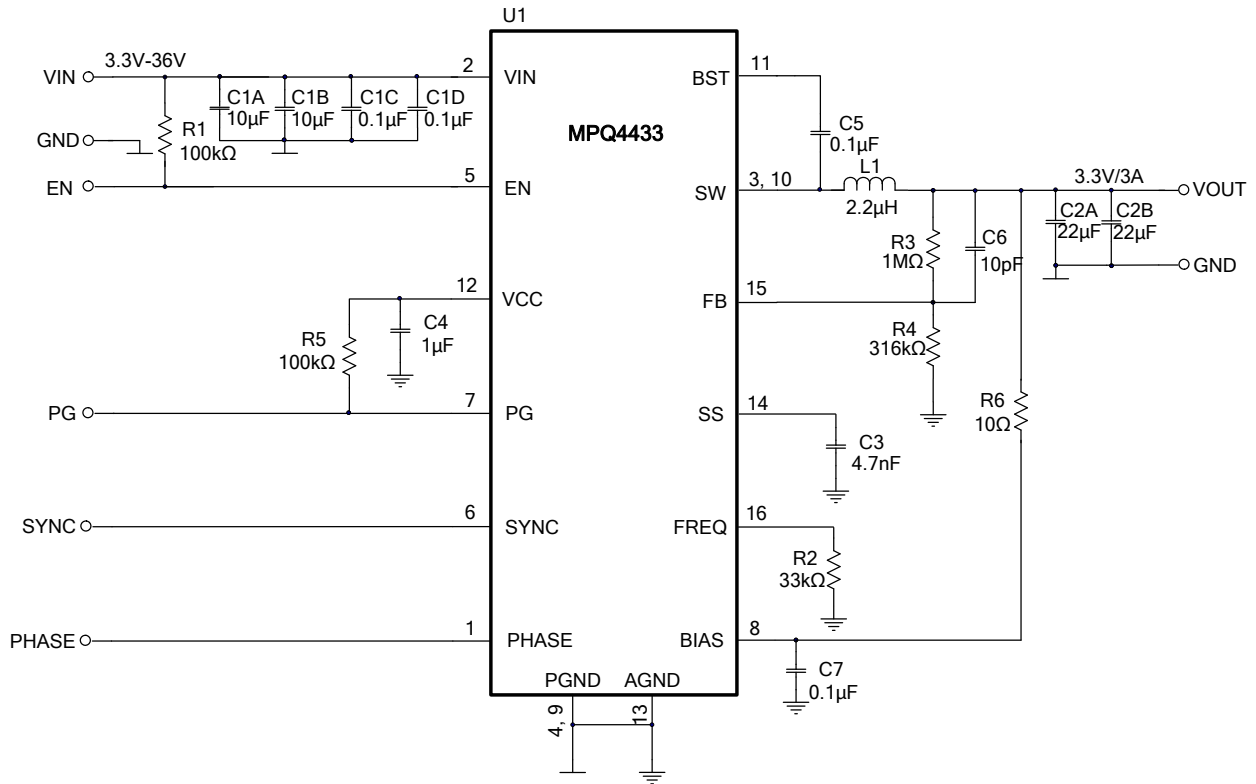 U1
3.3V-36V
VIN
2
VIN
C1A
10µF
C1B
10µF
C1C
0.1µF
C1D
0.1µF
R1
100kΩ
GND
EN
5
EN
MPQ4433
11
BST
C5
0.1µF
L1
2.2µH
3, 10
SW
3.3V/3A
VOUT
C2A
22µF
C2B
22µF
GND
R3
1MΩ
C6
10pF
15
FB
R4
316kΩ
12
VCC
R5
100kΩ
C4
1µF
PG
7
PG
14
SS
C3
4.7nF
R6
10Ω
SYNC
6
SYNC
16
FREQ
R2
33kΩ
PHASE
1
PHASE
8
BIAS
C7
0.1µF
PGND
AGND
4, 9
13